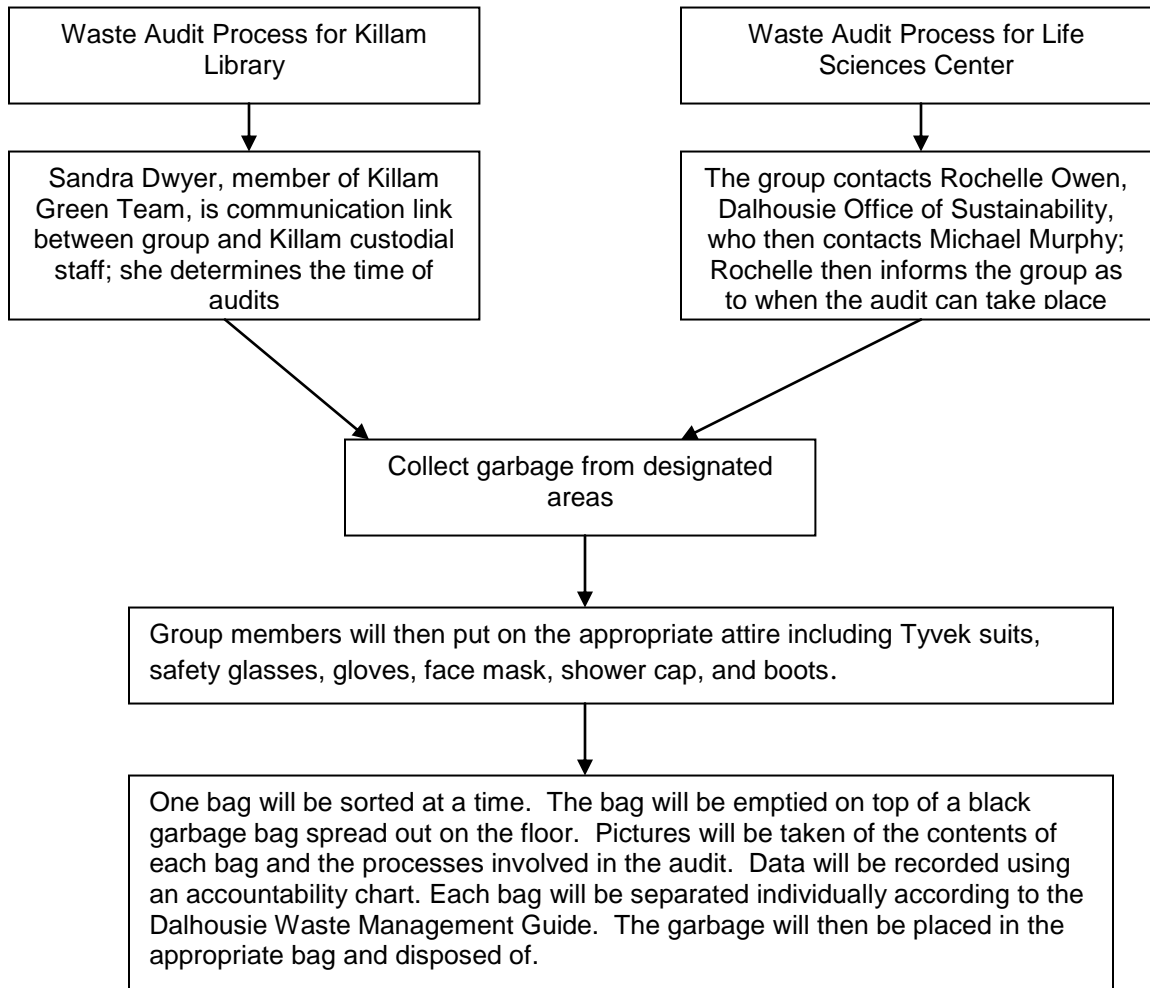 Waste Audit Process for Killam
Library
Waste Audit Process for Life
Sciences Center
Sandra Dwyer, member of Killam
Green Team, is communication link
between group and Killam custodial
staff; she determines the time of
audits
The group contacts Rochelle Owen,
Dalhousie Office of Sustainability,
who then contacts Michael Murphy;
Rochelle then informs the group as
to when the audit can take place
Collect garbage from designated
areas
Group members will then put on the appropriate attire including Tyvek suits,
safety glasses, gloves, face mask, shower cap, and boots.
One bag will be sorted at a time.  The bag will be emptied on top of a black
garbage bag spread out on the floor.  Pictures will be taken of the contents of
each bag and the processes involved in the audit.  Data will be recorded using
an accountability chart. Each bag will be separated individually according to the
Dalhousie Waste Management Guide.  The garbage will then be placed in the
appropriate bag and disposed of.